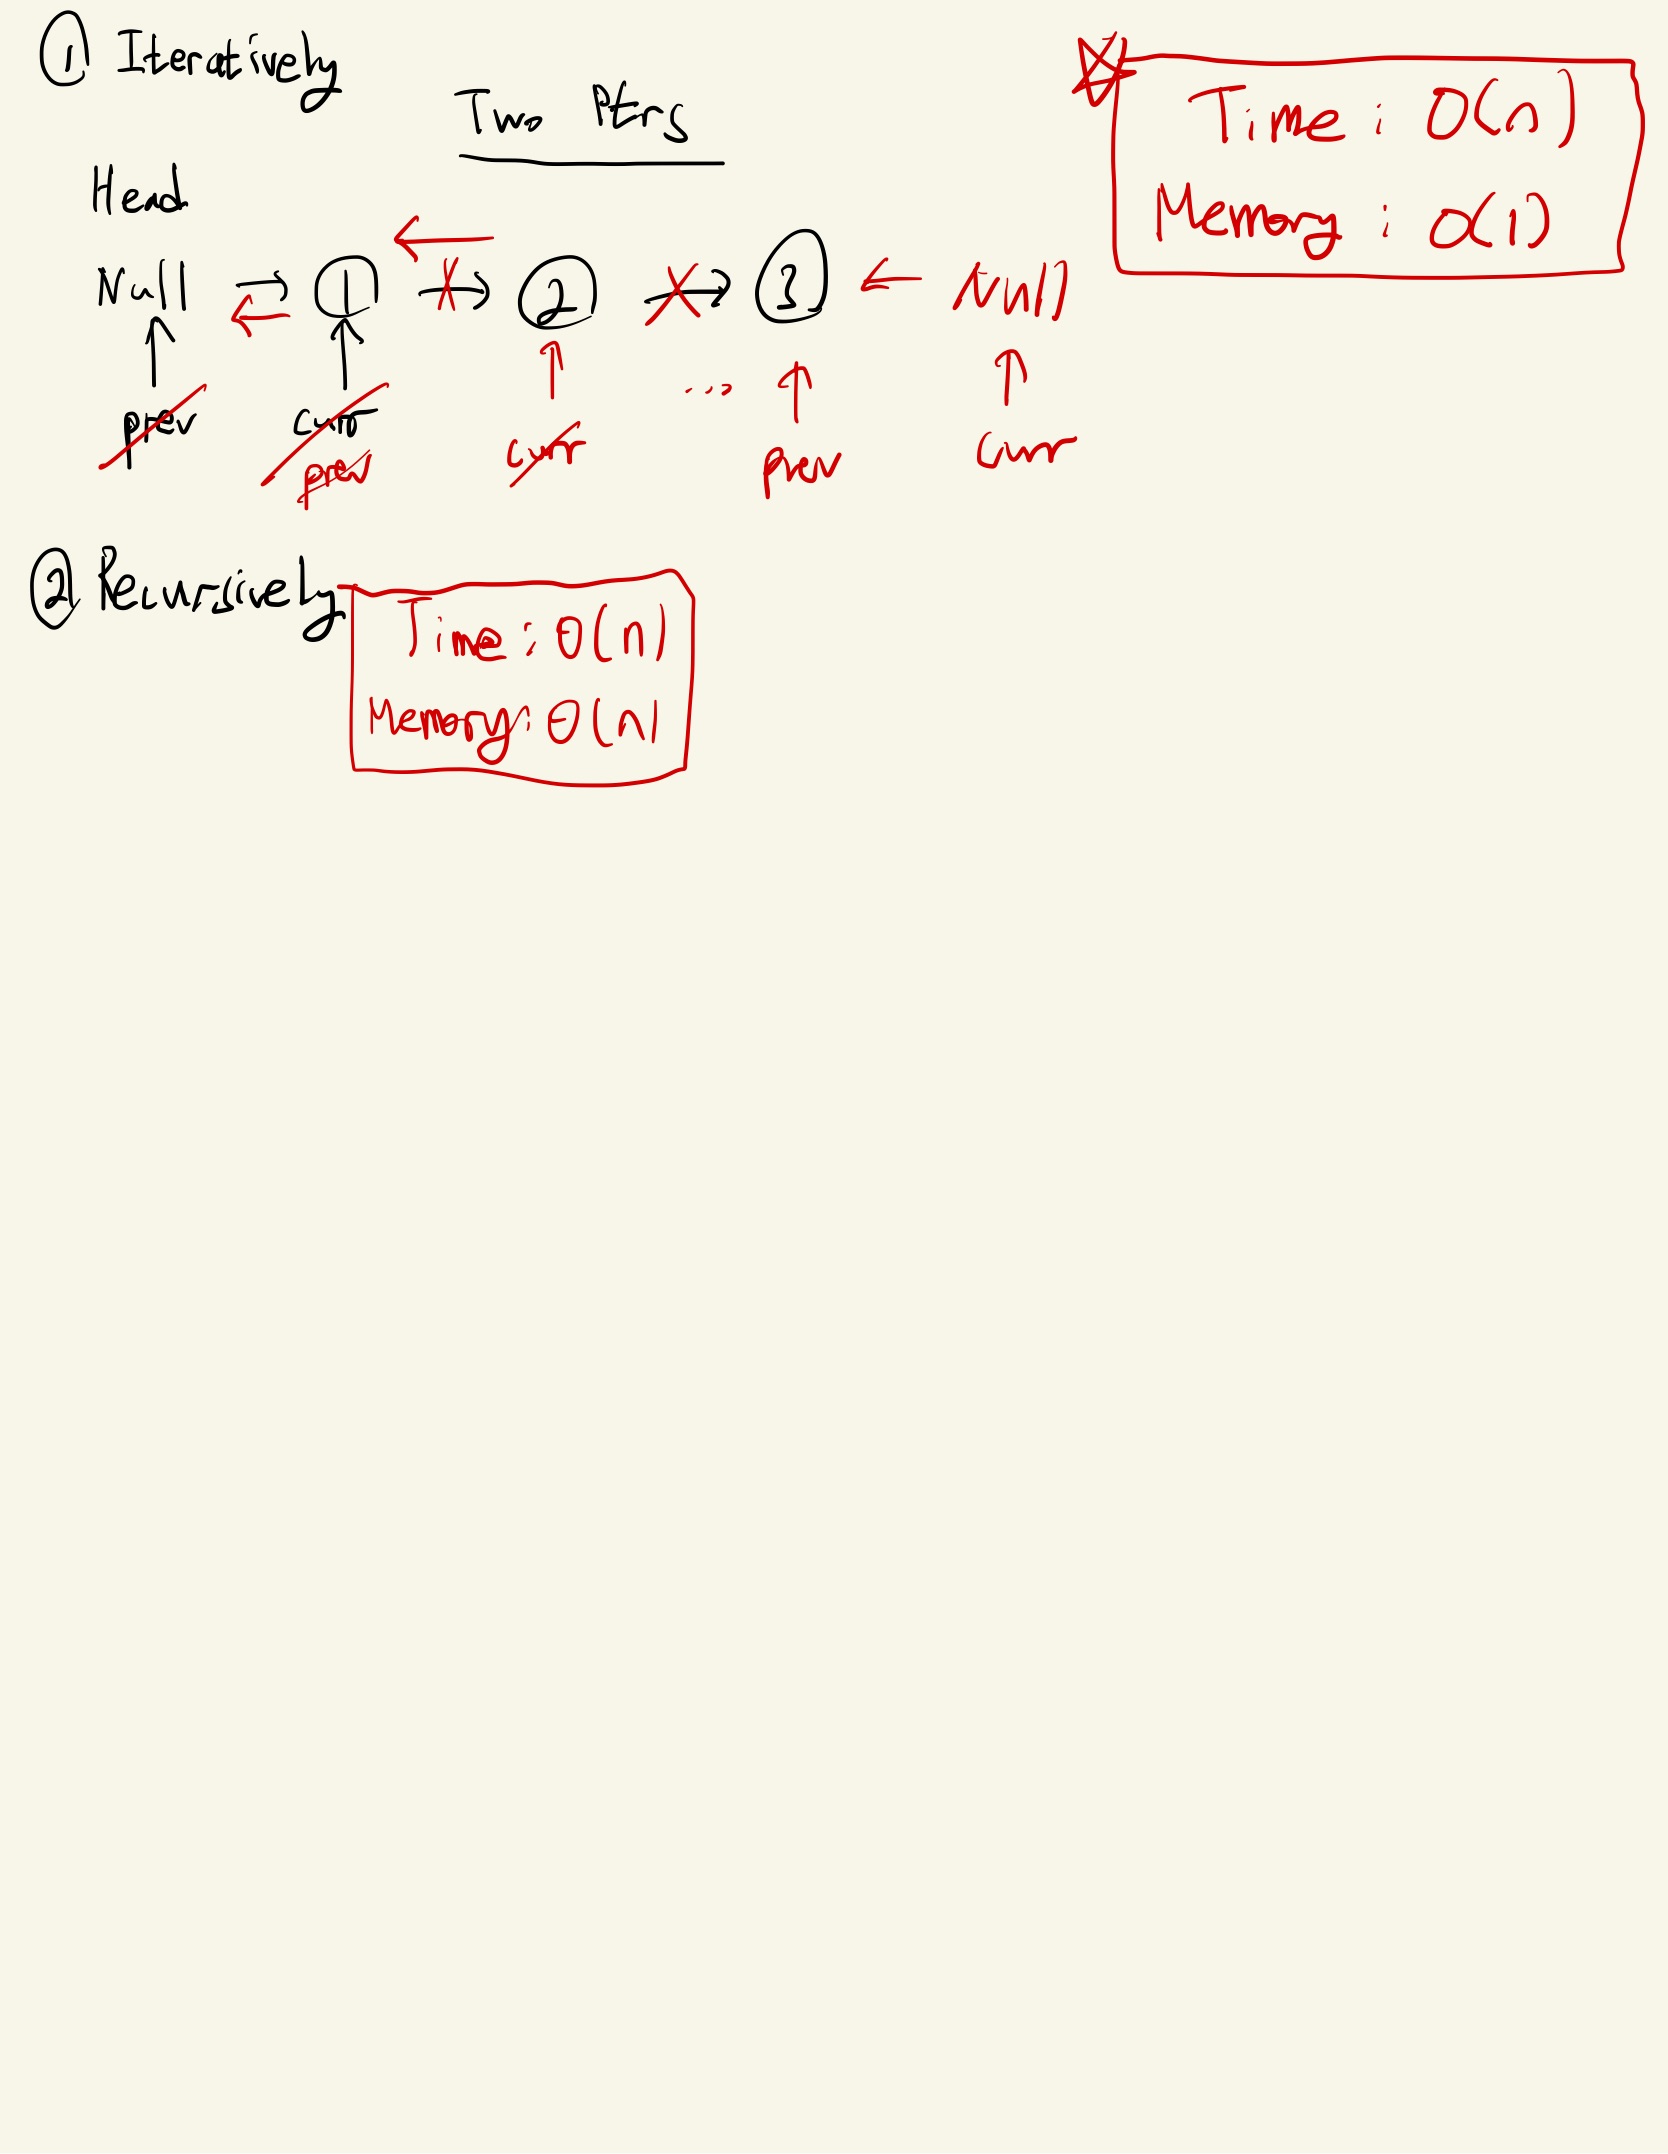 ① Iteratively
Two Ptrs
Time : O(n)
Memory : O(1)
Head
Null → ① → ② → ③ ← Null
prev curr curr ... prev curr
prev
② Recursively
Time : O(n)
Memory : O(n)